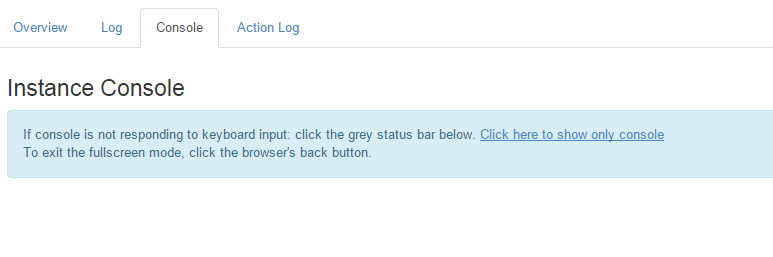 Overview Log Console Action Log
Instance Console
If console is not responding to keyboard input: click the grey status bar below. Click here to show only console
To exit the fullscreen mode, click the browser's back button.